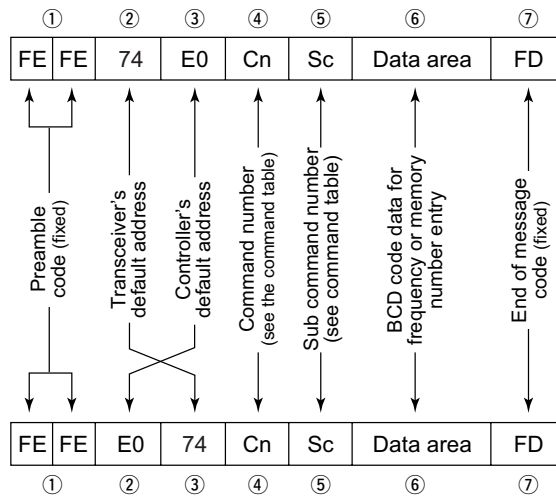 ① ② ③ ④ ⑤ ⑥ ⑦
FE FE 74 E0 Cn Sc Data area FD
Preamble
code (fixed)
Transceiver's
default address
Controller's
default address
Command number
(see the command table)
Sub command number
(see command table)
BCD code data for
frequency or memory
number entry
End of message
code (fixed)
FE FE E0 74 Cn Sc Data area FD
① ② ③ ④ ⑤ ⑥ ⑦